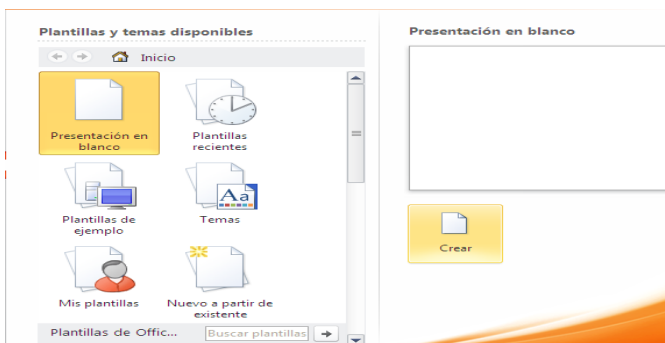 Plantillas y temas disponibles
Inicio
Presentación en
blanco
Plantillas
recientes
Plantillas de
ejemplo
Aa
Temas
Mis plantillas
Nuevo a partir de
existente
Plantillas de Offic...
Buscar plantillas
Presentación en blanco
Crear